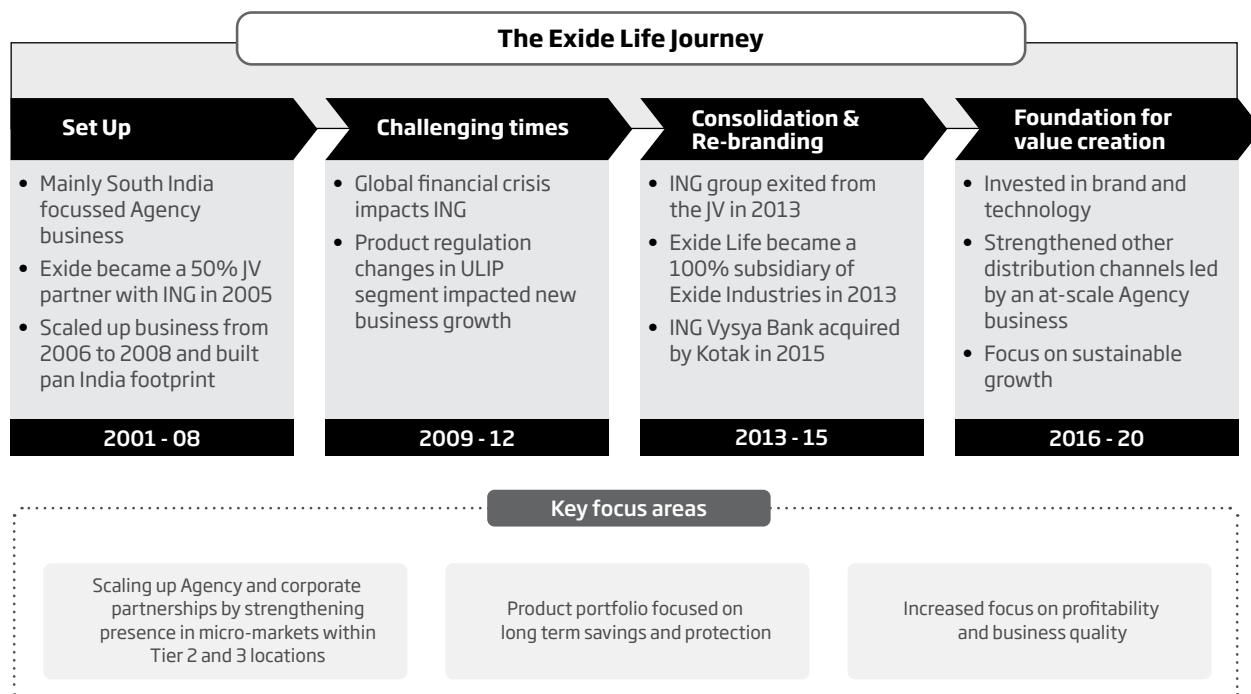 The Exide Life Journey
Set Up
• Mainly South India
focussed Agency
business
• Exide became a 50% JV
partner with ING in 2005
• Scaled up business from
2006 to 2008 and built
pan India footprint
2001 - 08
Challenging times
• Global financial crisis
impacts ING
• Product regulation
changes in ULIP
segment impacted new
business growth
2009 - 12
Consolidation &
Re-branding
• ING group exited from
the JV in 2013
• Exide Life became a
100% subsidiary of
Exide Industries in 2013
• ING Vysya Bank acquired
by Kotak in 2015
2013 - 15
Foundation for
value creation
• Invested in brand and
technology
• Strengthened other
distribution channels led
by an at-scale Agency
business
• Focus on sustainable
growth
2016 - 20
Key focus areas
Scaling up Agency and corporate
partnerships by strengthening
presence in micro-markets within
Tier 2 and 3 locations
Product portfolio focused on
long term savings and protection
Increased focus on profitability
and business quality